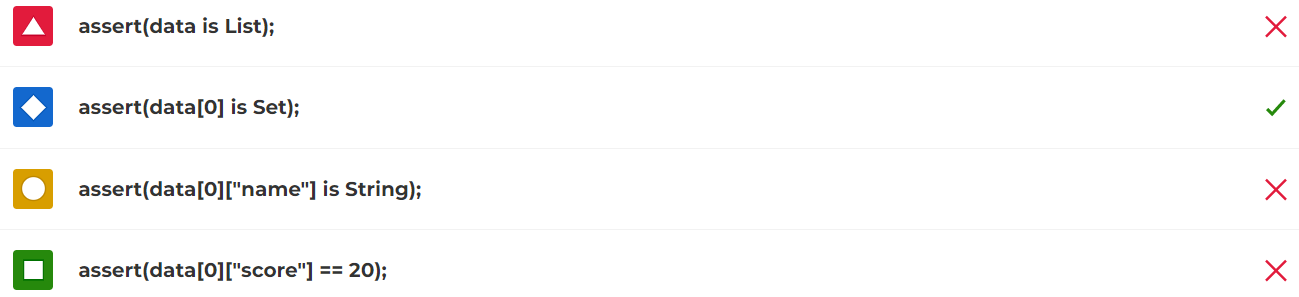 assert(data is List);
assert(data[0] is Set);
assert(data[0]["name"] is String);
assert(data[0]["score"] == 20);